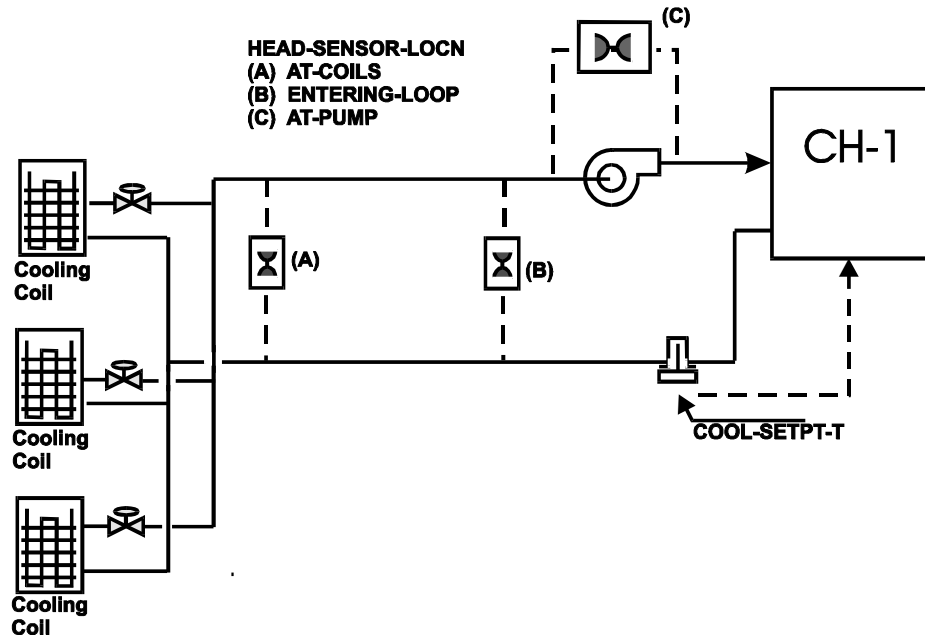 (C)
HEAD-SENSOR-LOCN
(A) AT-COILS
(B) ENTERING-LOOP
(C) AT-PUMP
CH-1
(A)
(B)
Cooling
Coil
Cooling
Coil
COOL-SETPT-T
Cooling
Coil